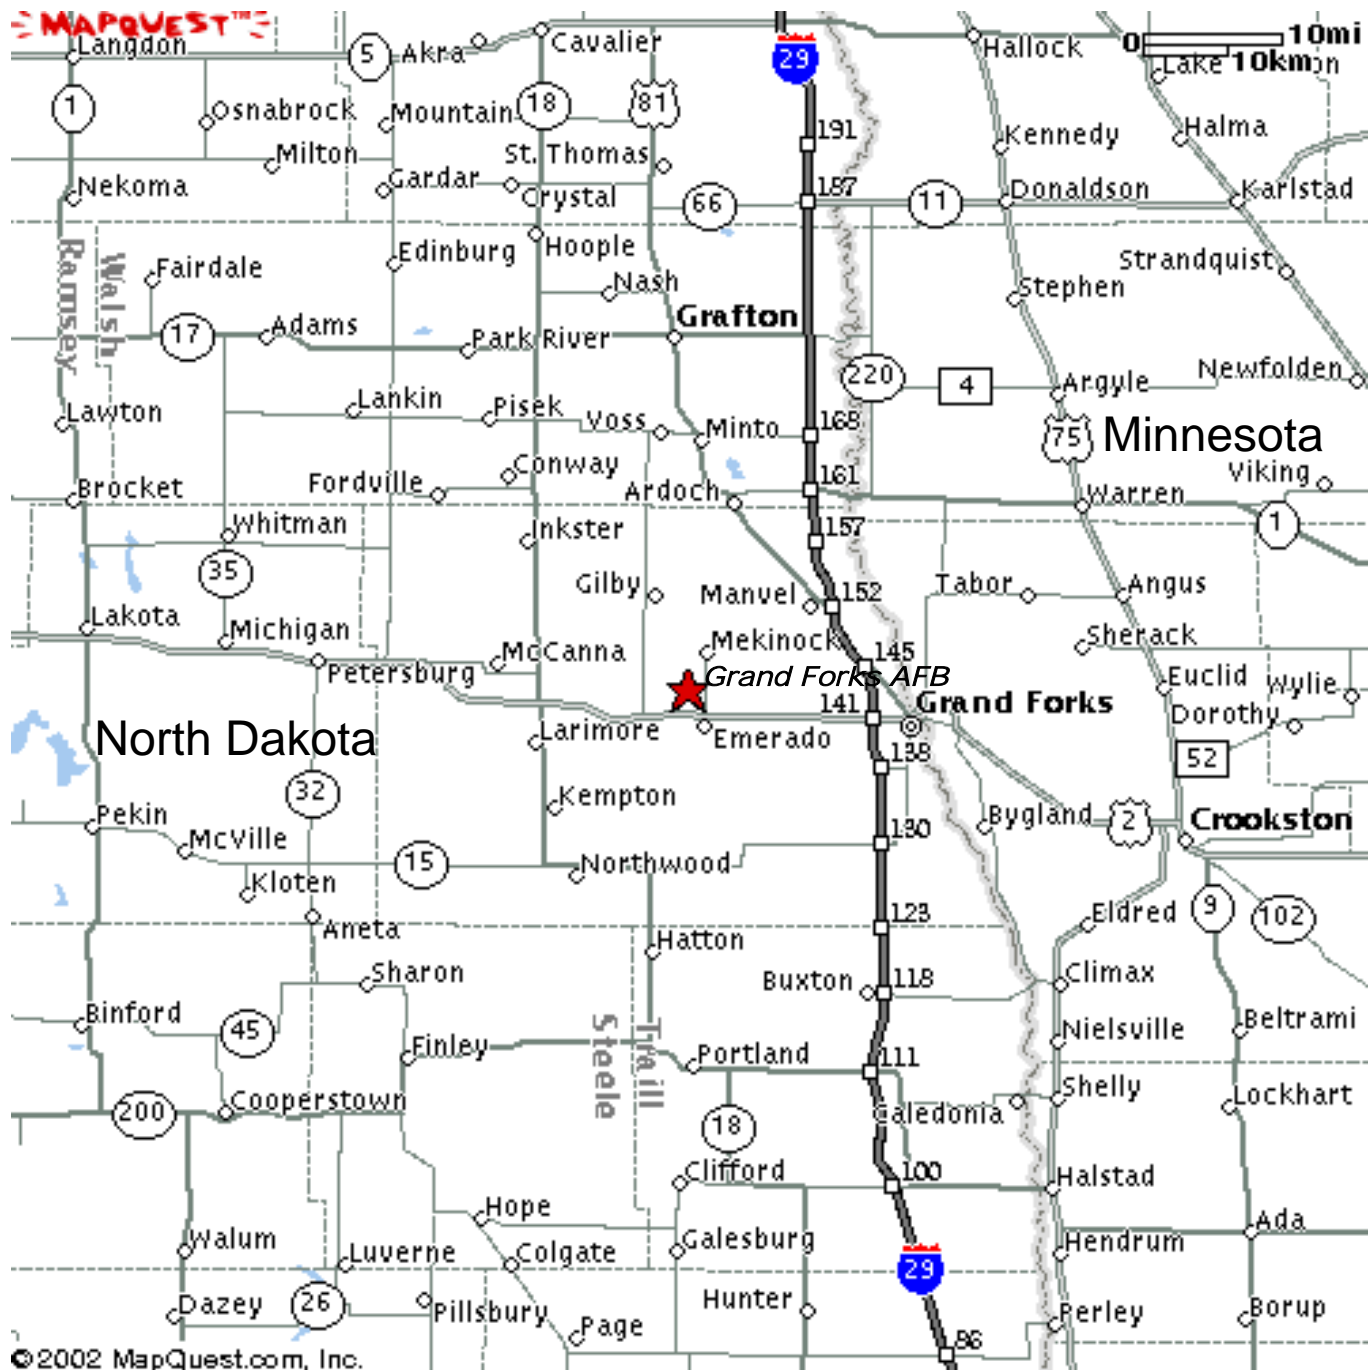 MAPQUEST™
Langdon
5
Akra
Cavalier
29
Hallock
0
10mi
10km
Lake
1
Osnabrock
Mountain
18
81
191
Kennedy
Halma
Milton
St. Thomas
Nekoma
Gardar
Crystal
66
187
11
Donaldson
Karlstad
Ramsey
Walsh
Fairdale
Edinburg
Hoople
Nash
Strandquist
Stephen
17
Adams
Park River
Grafton
220
4
Argyle
Newfolden
Lawton
Lankin
Pisek
Voss
Minto
168
75
Minnesota
Brocket
Fordville
Conway
Ardoch
161
Warren
Viking
Whitman
Inkster
157
1
35
Gilby
Manvel
152
Tabor
Angus
Lakota
Michigan
McCanna
Mekinock
145
Sherack
Petersburg
Grand Forks AFB
Euclid
Wylie
North Dakota
Larimore
Emerado
141
Grand Forks
Dorothy
138
52
32
Kempton
Pekin
McVille
15
Northwood
130
Bygland
2
Crookston
Kloten
Aneta
Hatton
123
Eldred
9
102
Sharon
Buxton
118
Climax
Binford
45
Finley
Steele
Traill
Portland
111
Nielsville
Beltrami
200
Cooperstown
18
Caledonia
Shelly
Lockhart
Clifford
100
Halstad
Hope
Walum
Luverne
Colgate
Galesburg
29
Hendrum
Ada
Dazey
26
Pillsbury
Page
Hunter
86
Perley
Borup
©2002 MapQuest.com, Inc.